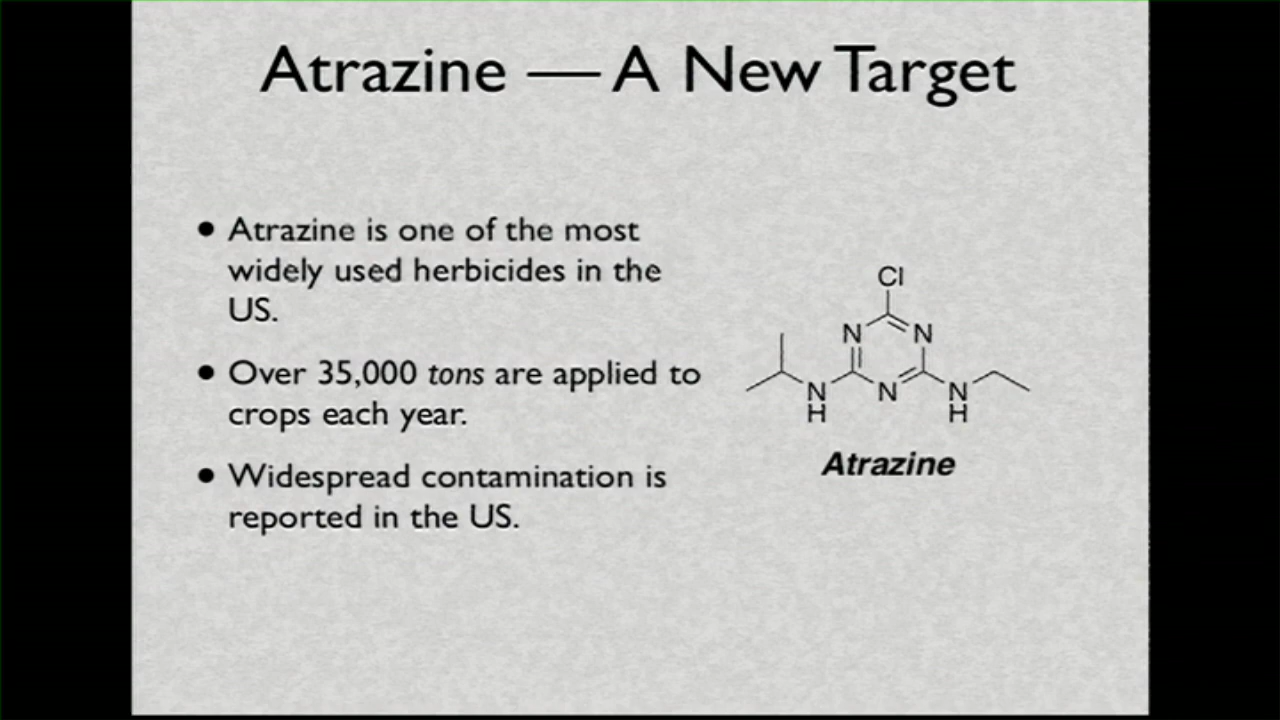 Atrazine — A New Target
• Atrazine is one of the most
widely used herbicides in the
US.
• Over 35,000 tons are applied to
crops each year.
• Widespread contamination is
reported in the US.
Cl
N N
N N N
H H
Atrazine